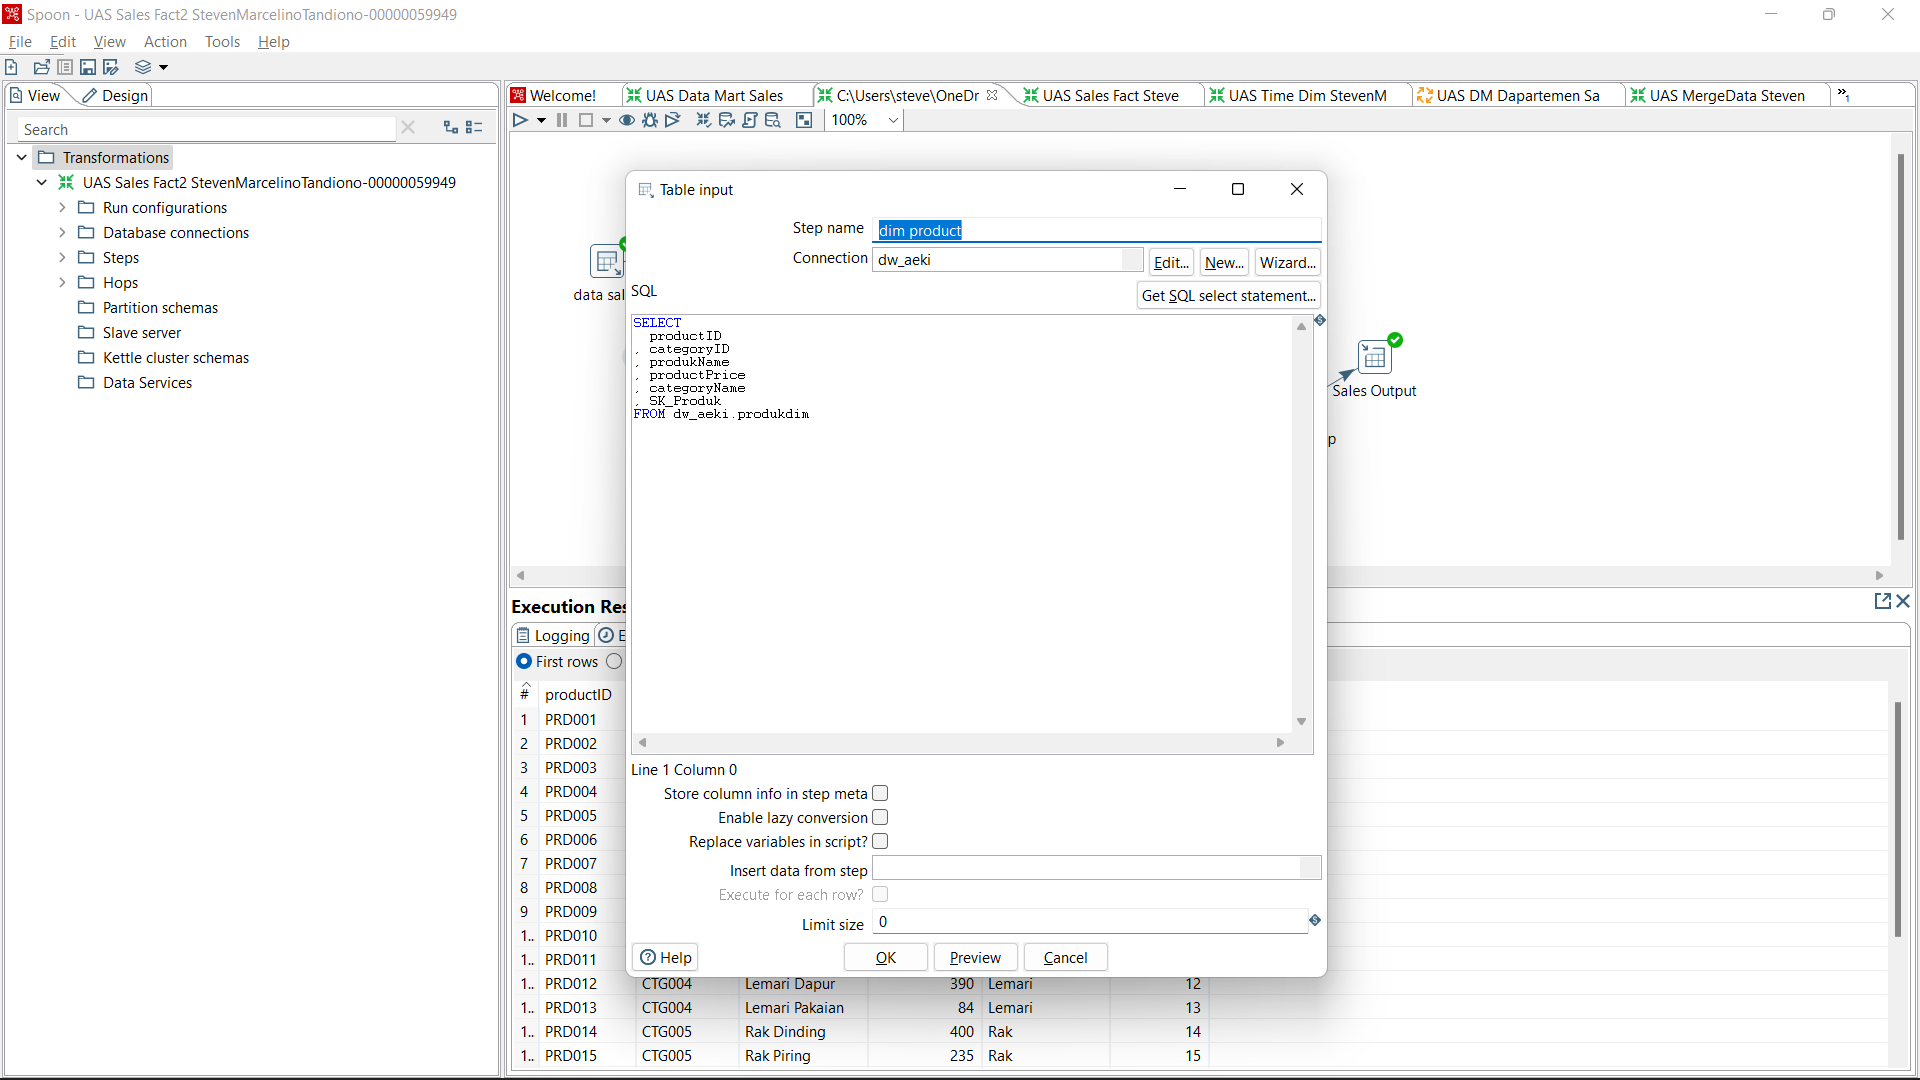 Spoon - UAS Sales Fact2 StevenMarcelinoTandiono-00000059949
File Edit View Action Tools Help
View Design
Welcome! UAS Data Mart Sales C:\Users\steve\OneDr UAS Sales Fact Steve UAS Time Dim StevenM UAS DM Dapartemen Sa UAS MergeData Steven »1
100%
Search
Transformations
UAS Sales Fact2 StevenMarcelinoTandiono-00000059949
Run configurations
Database connections
Steps
Hops
Partition schemas
Slave server
Kettle cluster schemas
Data Services
data sal
Sales Output
p
Table input
Step name dim product
Connection dw_aeki Edit... New... Wizard...
SQL Get SQL select statement...
SELECT
productID
, categoryID
, produkName
, productPrice
, categoryName
, SK_Produk
FROM dw_aeki.produkdim
Line 1 Column 0
Store column info in step meta
Enable lazy conversion
Replace variables in script?
Insert data from step
Execute for each row?
Limit size 0
Help OK Preview Cancel
Execution Res
Logging E
First rows
# productID
1 PRD001
2 PRD002
3 PRD003
4 PRD004
5 PRD005
6 PRD006
7 PRD007
8 PRD008
9 PRD009
1.. PRD010
1.. PRD011
1.. PRD012 CTG004 Lemari Dapur 390 Lemari 12
1.. PRD013 CTG004 Lemari Pakaian 84 Lemari 13
1.. PRD014 CTG005 Rak Dinding 400 Rak 14
1.. PRD015 CTG005 Rak Piring 235 Rak 15